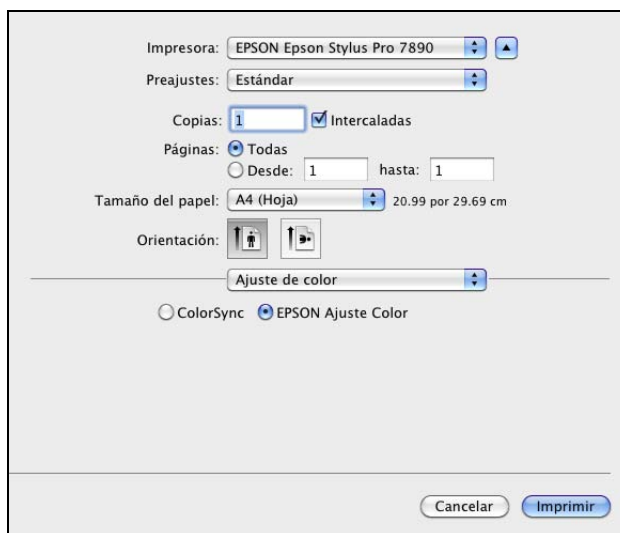 Impresora: EPSON Epson Stylus Pro 7890
Preajustes: Estándar
Copias: 1 Intercaladas
Páginas: Todas
Desde: 1 hasta: 1
Tamaño del papel: A4 (Hoja) 20.99 por 29.69 cm
Orientación:
Ajuste de color
ColorSync EPSON Ajuste Color
Cancelar Imprimir